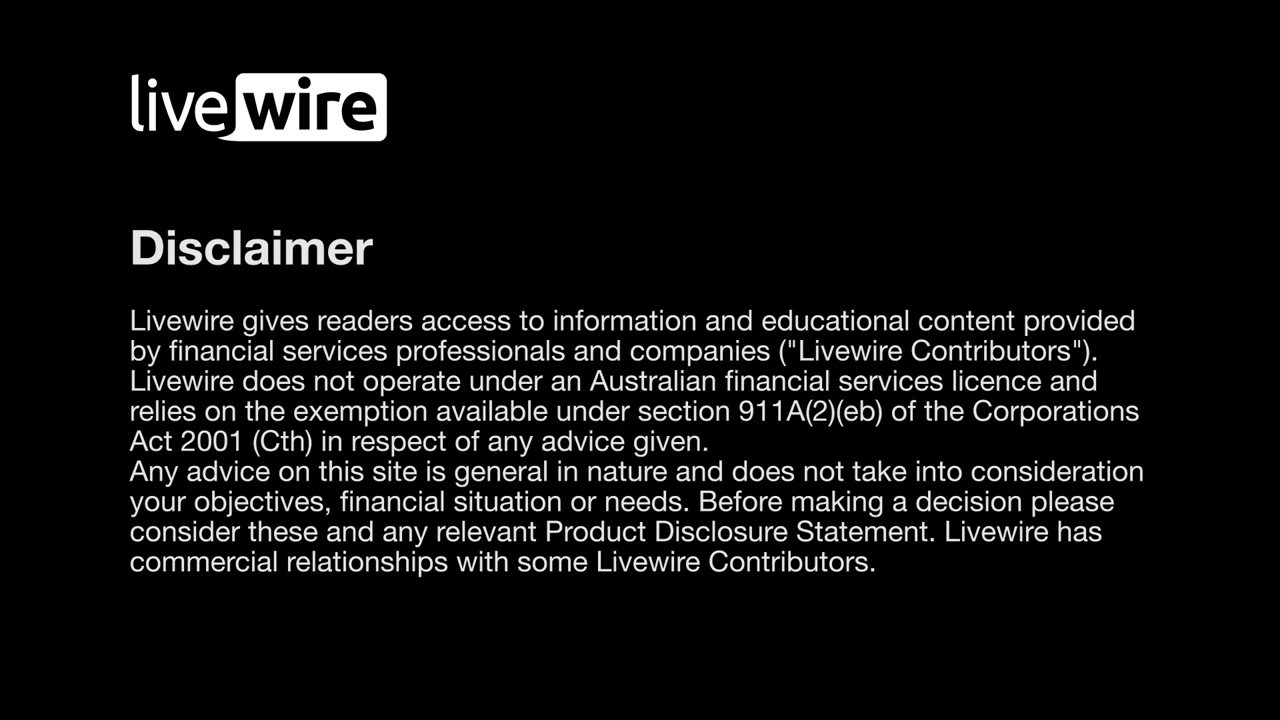 livewire
Disclaimer
Livewire gives readers access to information and educational content provided
by financial services professionals and companies ("Livewire Contributors").
Livewire does not operate under an Australian financial services licence and
relies on the exemption available under section 911A(2)(eb) of the Corporations
Act 2001 (Cth) in respect of any advice given.
Any advice on this site is general in nature and does not take into consideration
your objectives, financial situation or needs. Before making a decision please
consider these and any relevant Product Disclosure Statement. Livewire has
commercial relationships with some Livewire Contributors.